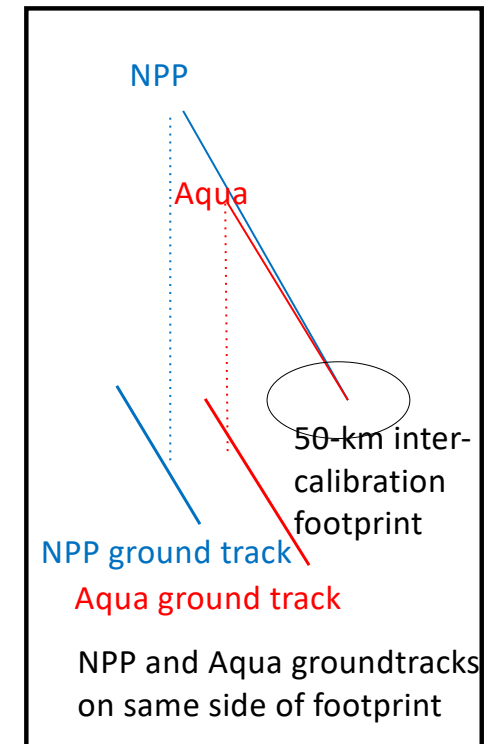 NPP
Aqua
50-km inter-
calibration
footprint
NPP ground track
Aqua ground track
NPP and Aqua groundtracks
on same side of footprint